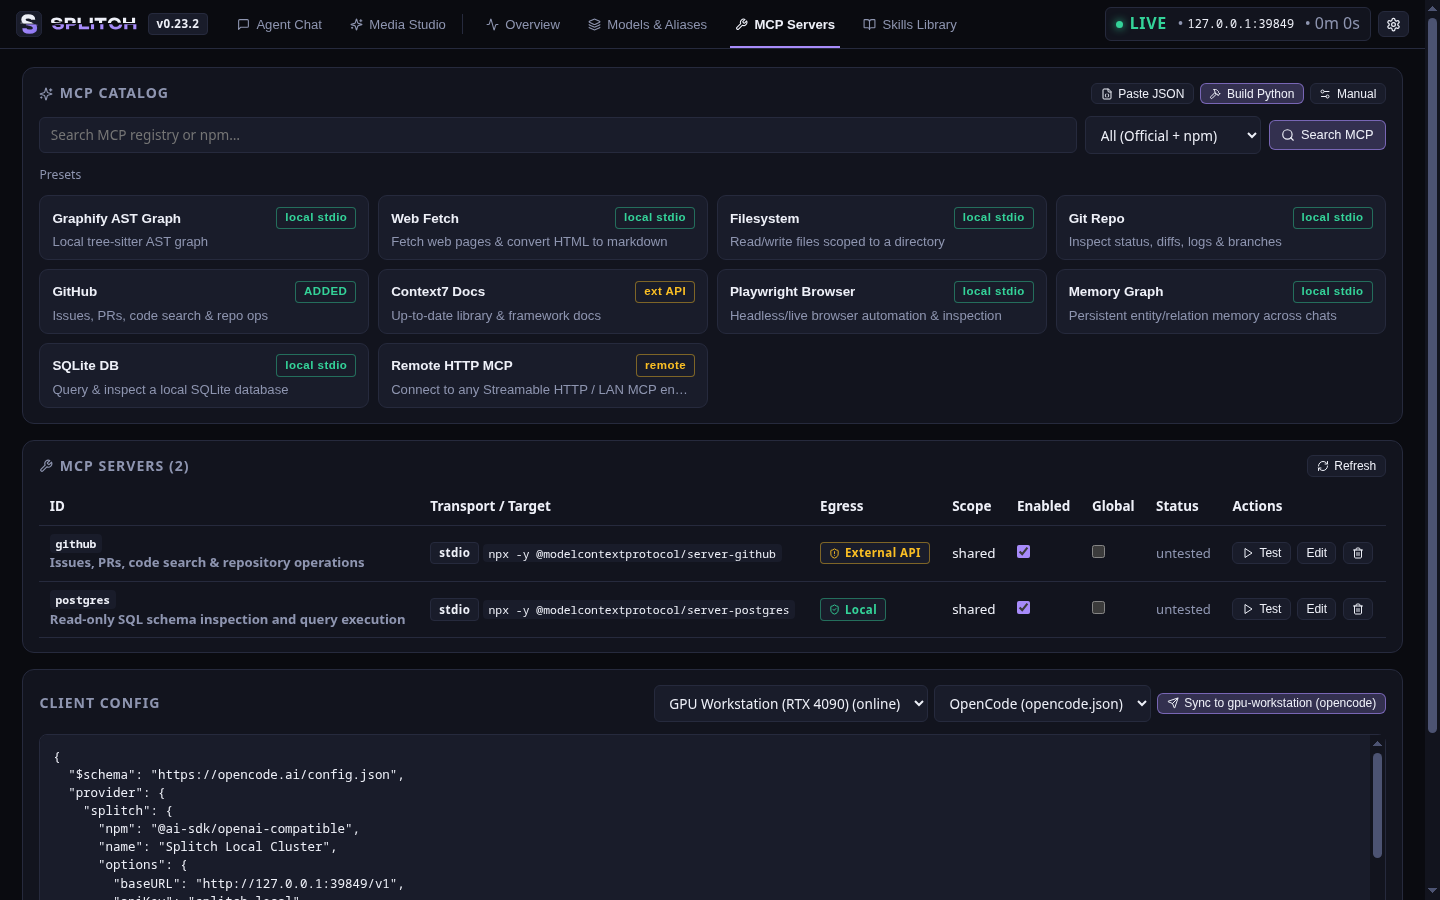 S SPLITCH v0.23.2 Agent Chat Media Studio Overview Models & Aliases MCP Servers Skills Library LIVE • 127.0.0.1:39849 • 0m 0s
MCP CATALOG Paste JSON Build Python Manual
Search MCP registry or npm... All (Official + npm) Search MCP
Presets
Graphify AST Graph local stdio
Local tree-sitter AST graph
Web Fetch local stdio
Fetch web pages & convert HTML to markdown
Filesystem local stdio
Read/write files scoped to a directory
Git Repo local stdio
Inspect status, diffs, logs & branches
GitHub ADDED
Issues, PRs, code search & repo ops
Context7 Docs ext API
Up-to-date library & framework docs
Playwright Browser local stdio
Headless/live browser automation & inspection
Memory Graph local stdio
Persistent entity/relation memory across chats
SQLite DB local stdio
Query & inspect a local SQLite database
Remote HTTP MCP remote
Connect to any Streamable HTTP / LAN MCP en...
MCP SERVERS (2) Refresh
ID Transport / Target Egress Scope Enabled Global Status Actions
github
Issues, PRs, code search & repository operations
stdio npx -y @modelcontextprotocol/server-github External API shared untested Test Edit
postgres
Read-only SQL schema inspection and query execution
stdio npx -y @modelcontextprotocol/server-postgres Local shared untested Test Edit
CLIENT CONFIG GPU Workstation (RTX 4090) (online) OpenCode (opencode.json) Sync to gpu-workstation (opencode)
{
"$schema": "https://opencode.ai/config.json",
"provider": {
"splitch": {
"npm": "@ai-sdk/openai-compatible",
"name": "Splitch Local Cluster",
"options": {
"baseURL": "http://127.0.0.1:39849/v1",